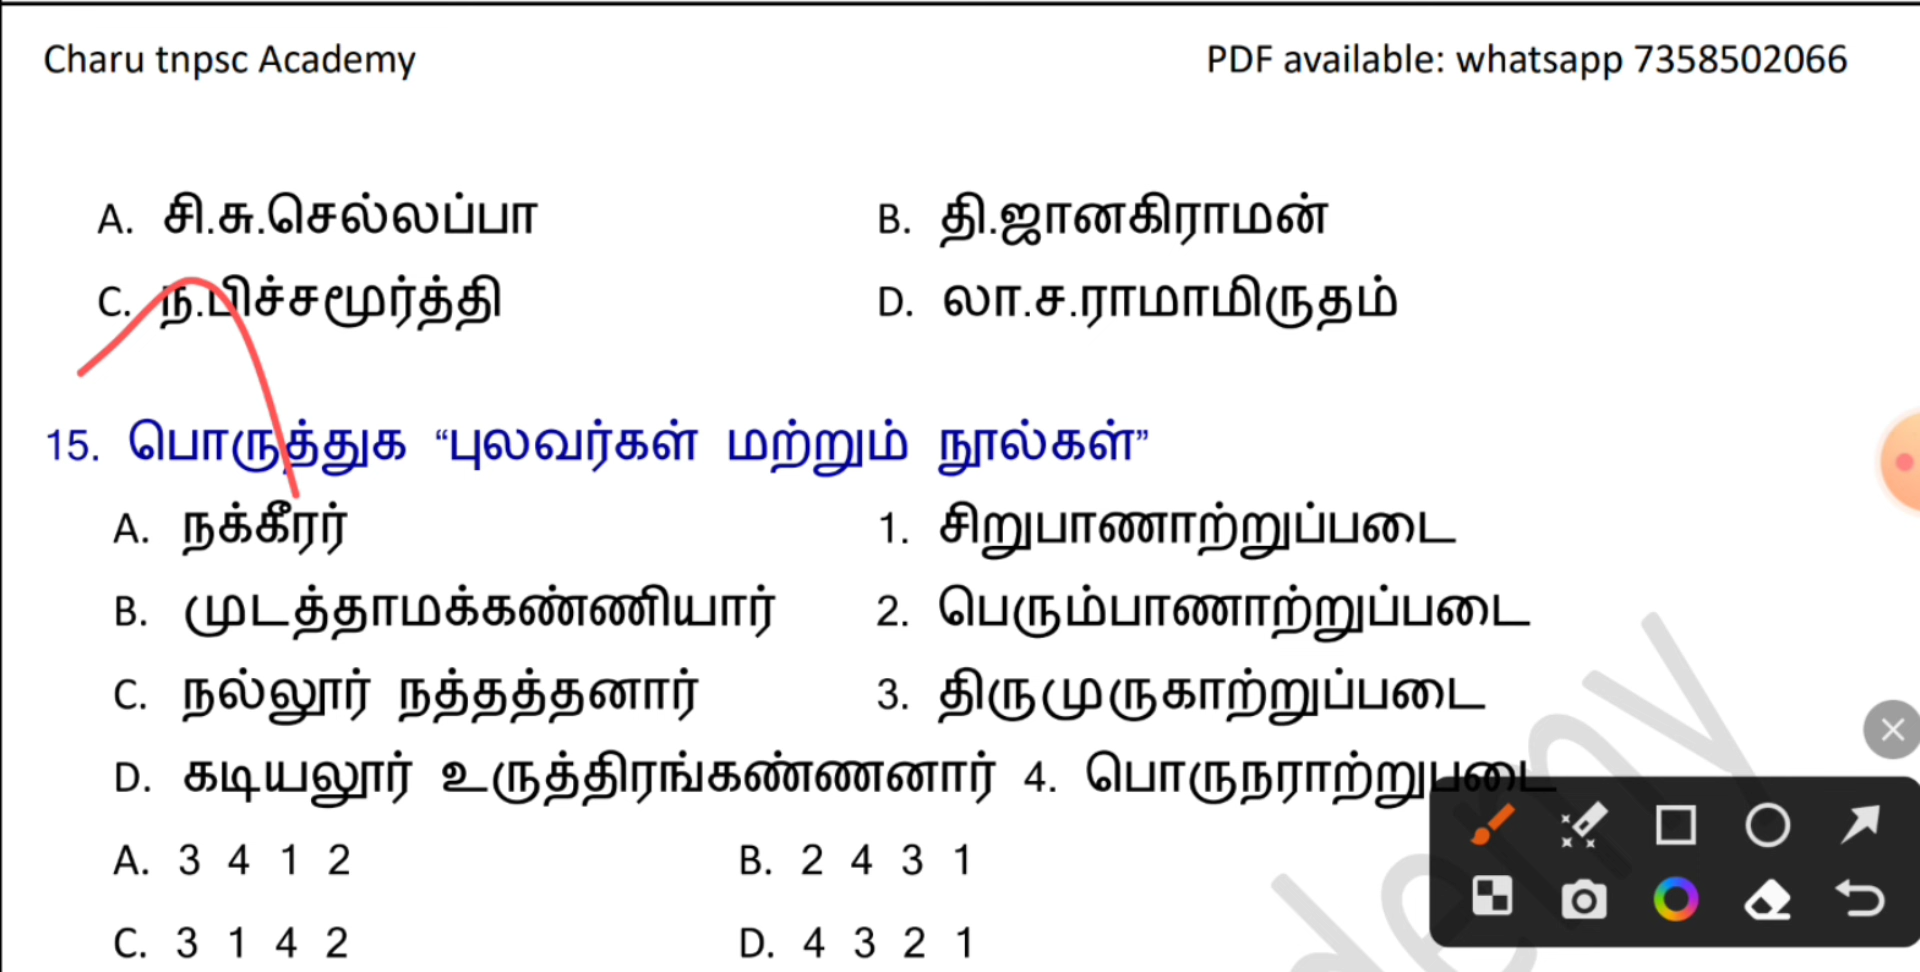 Charu tnpsc Academy PDF available: whatsapp 7358502066
A. சி.சு.செல்லப்பா B. தி.ஜானகிராமன்
C. ந.பிச்சமூர்த்தி D. லா.ச.ராமாமிருதம்
15. பொருத்துக “புலவர்கள் மற்றும் நூல்கள்”
A. நக்கீரர் 1. சிறுபாணாற்றுப்படை
B. முடத்தாமக்கண்ணியார் 2. பெரும்பாணாற்றுப்படை
C. நல்லூர் நத்தத்தனார் 3. திருமுருகாற்றுப்படை
D. கடியலூர் உருத்திரங்கண்ணனார் 4. பொருநராற்றுபடை
A. 3 4 1 2 B. 2 4 3 1
C. 3 1 4 2 D. 4 3 2 1